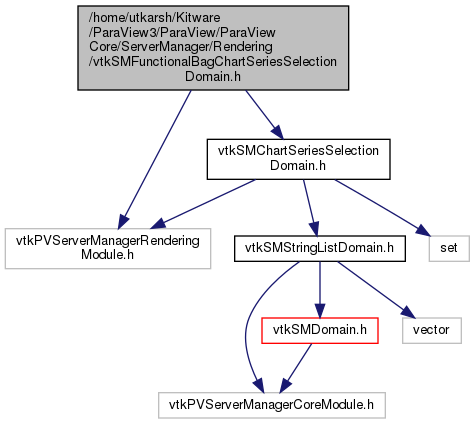 /home/utkarsh/Kitware
/ParaView3/ParaView/ParaView
Core/ServerManager/Rendering
/vtkSMFunctionalBagChartSeriesSelection
Domain.h
vtkSMChartSeriesSelection
Domain.h
vtkPVServerManagerRendering
Module.h
vtkSMStringListDomain.h
set
vtkSMDomain.h
vector
vtkPVServerManagerCoreModule.h